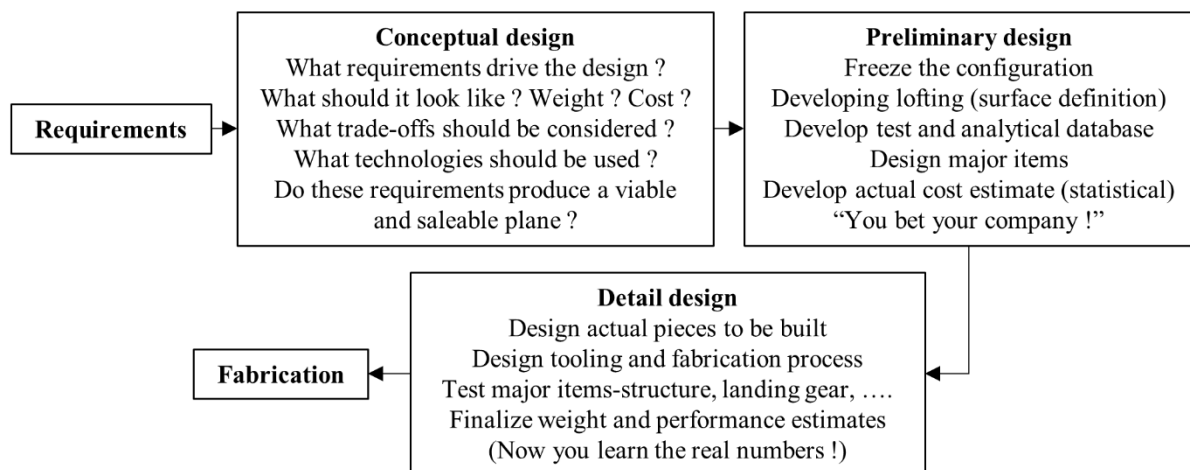 Requirements
Conceptual design
What requirements drive the design ?
What should it look like ? Weight ? Cost ?
What trade-offs should be considered ?
What technologies should be used ?
Do these requirements produce a viable
and saleable plane ?
Preliminary design
Freeze the configuration
Developing lofting (surface definition)
Develop test and analytical database
Design major items
Develop actual cost estimate (statistical)
“You bet your company !”
Detail design
Design actual pieces to be built
Design tooling and fabrication process
Test major items-structure, landing gear, ….
Finalize weight and performance estimates
(Now you learn the real numbers !)
Fabrication